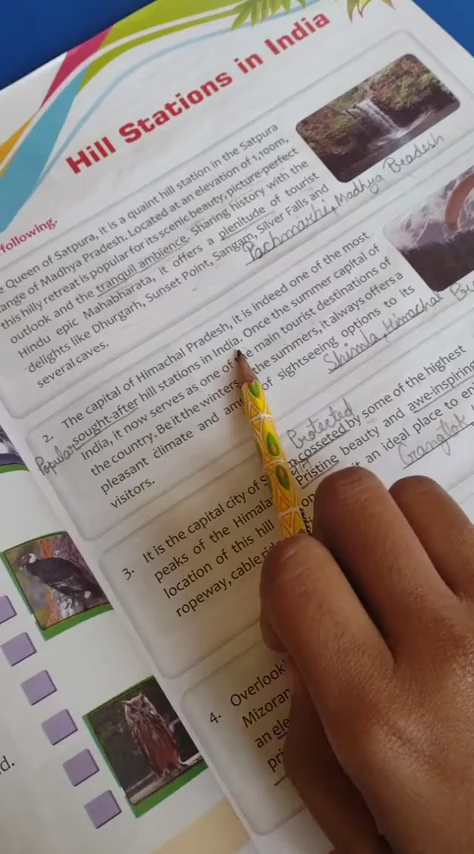 Hill Stations in India
following.
Queen of Satpura, it is a quaint hill station in the Satpura
range of Madhya Pradesh. Located at an elevation of 1,100m,
this hilly retreat is popular for its scenic beauty, picture-perfect
outlook and the tranquil ambience. Sharing history with the
Hindu epic Mahabharata, it offers a plenitude of tourist
delights like Dhurgarh, Sunset Point, Sangam, Silver Falls and
several caves.
Pachmarhi, Madhya Pradesh
2. The capital of Himachal Pradesh, it is indeed one of the most
Popular sought-after hill stations in India. Once the summer capital of
India, it now serves as one of the main tourist destinations of
the country. Be it the winters the summers, it always offers a
pleasant climate and of sightseeing options to its
visitors.
Shimla, Himachal
Protected
3. It is the capital city of cosseted by some of the highest
peaks of the Himala Pristine beauty and awe-inspiring
location of this hill it an ideal place to
ropeway,
Gangtok
4. Overlook
Mizoram
an
d.